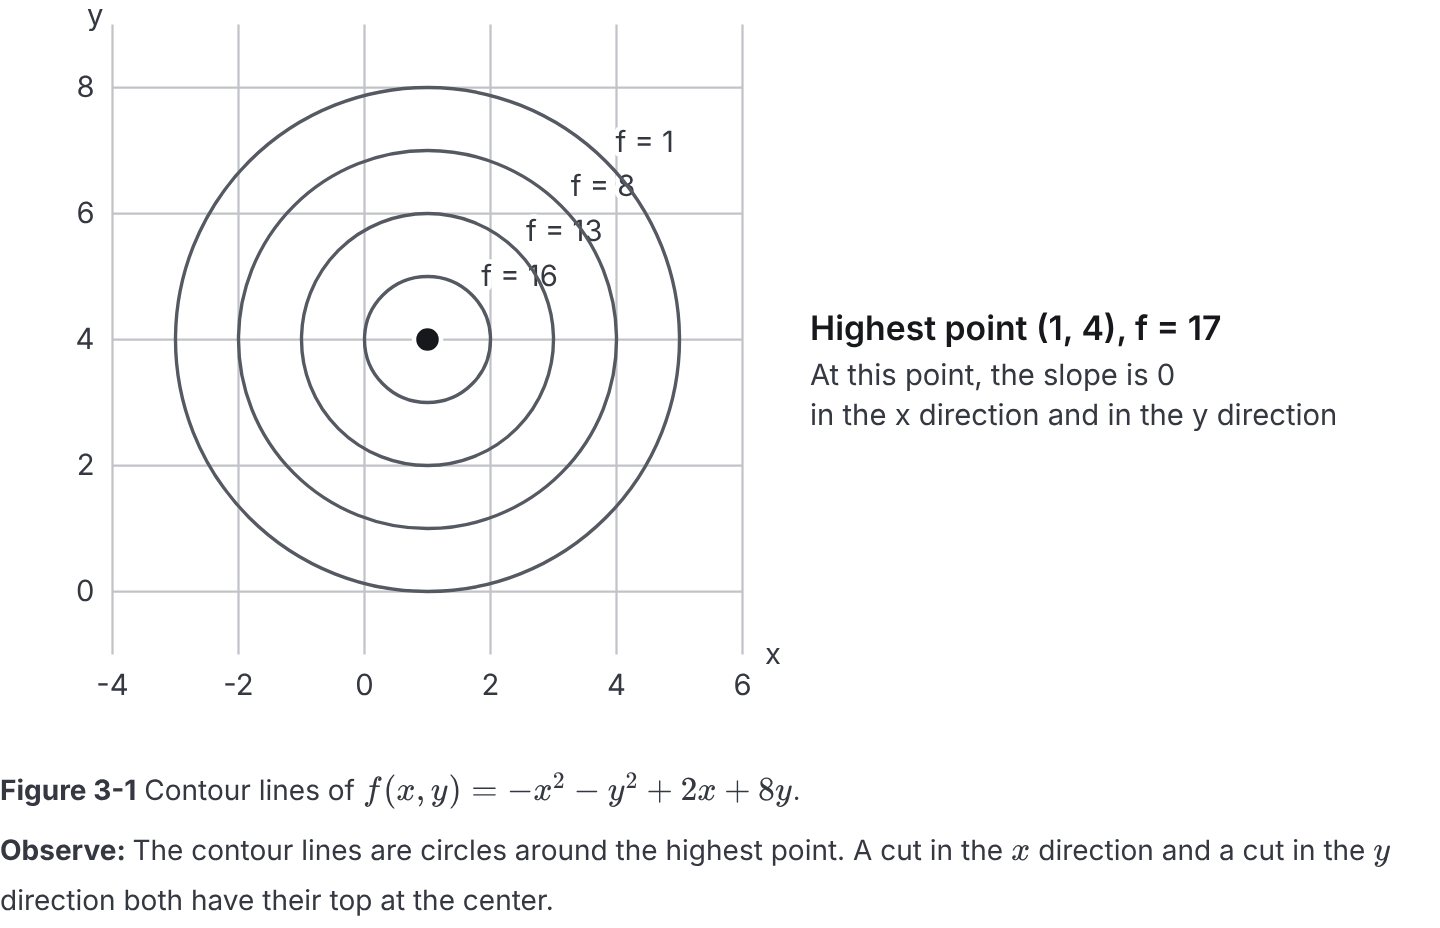 y
8
f = 1
f = 8
6
f = 13
f = 16
4
Highest point (1, 4), f = 17
At this point, the slope is 0
in the x direction and in the y direction
2
0
x
-4 -2 0 2 4 6
Figure 3-1 Contour lines of f(x, y) = −x² − y² + 2x + 8y.
Observe: The contour lines are circles around the highest point. A cut in the x direction and a cut in the y
direction both have their top at the center.